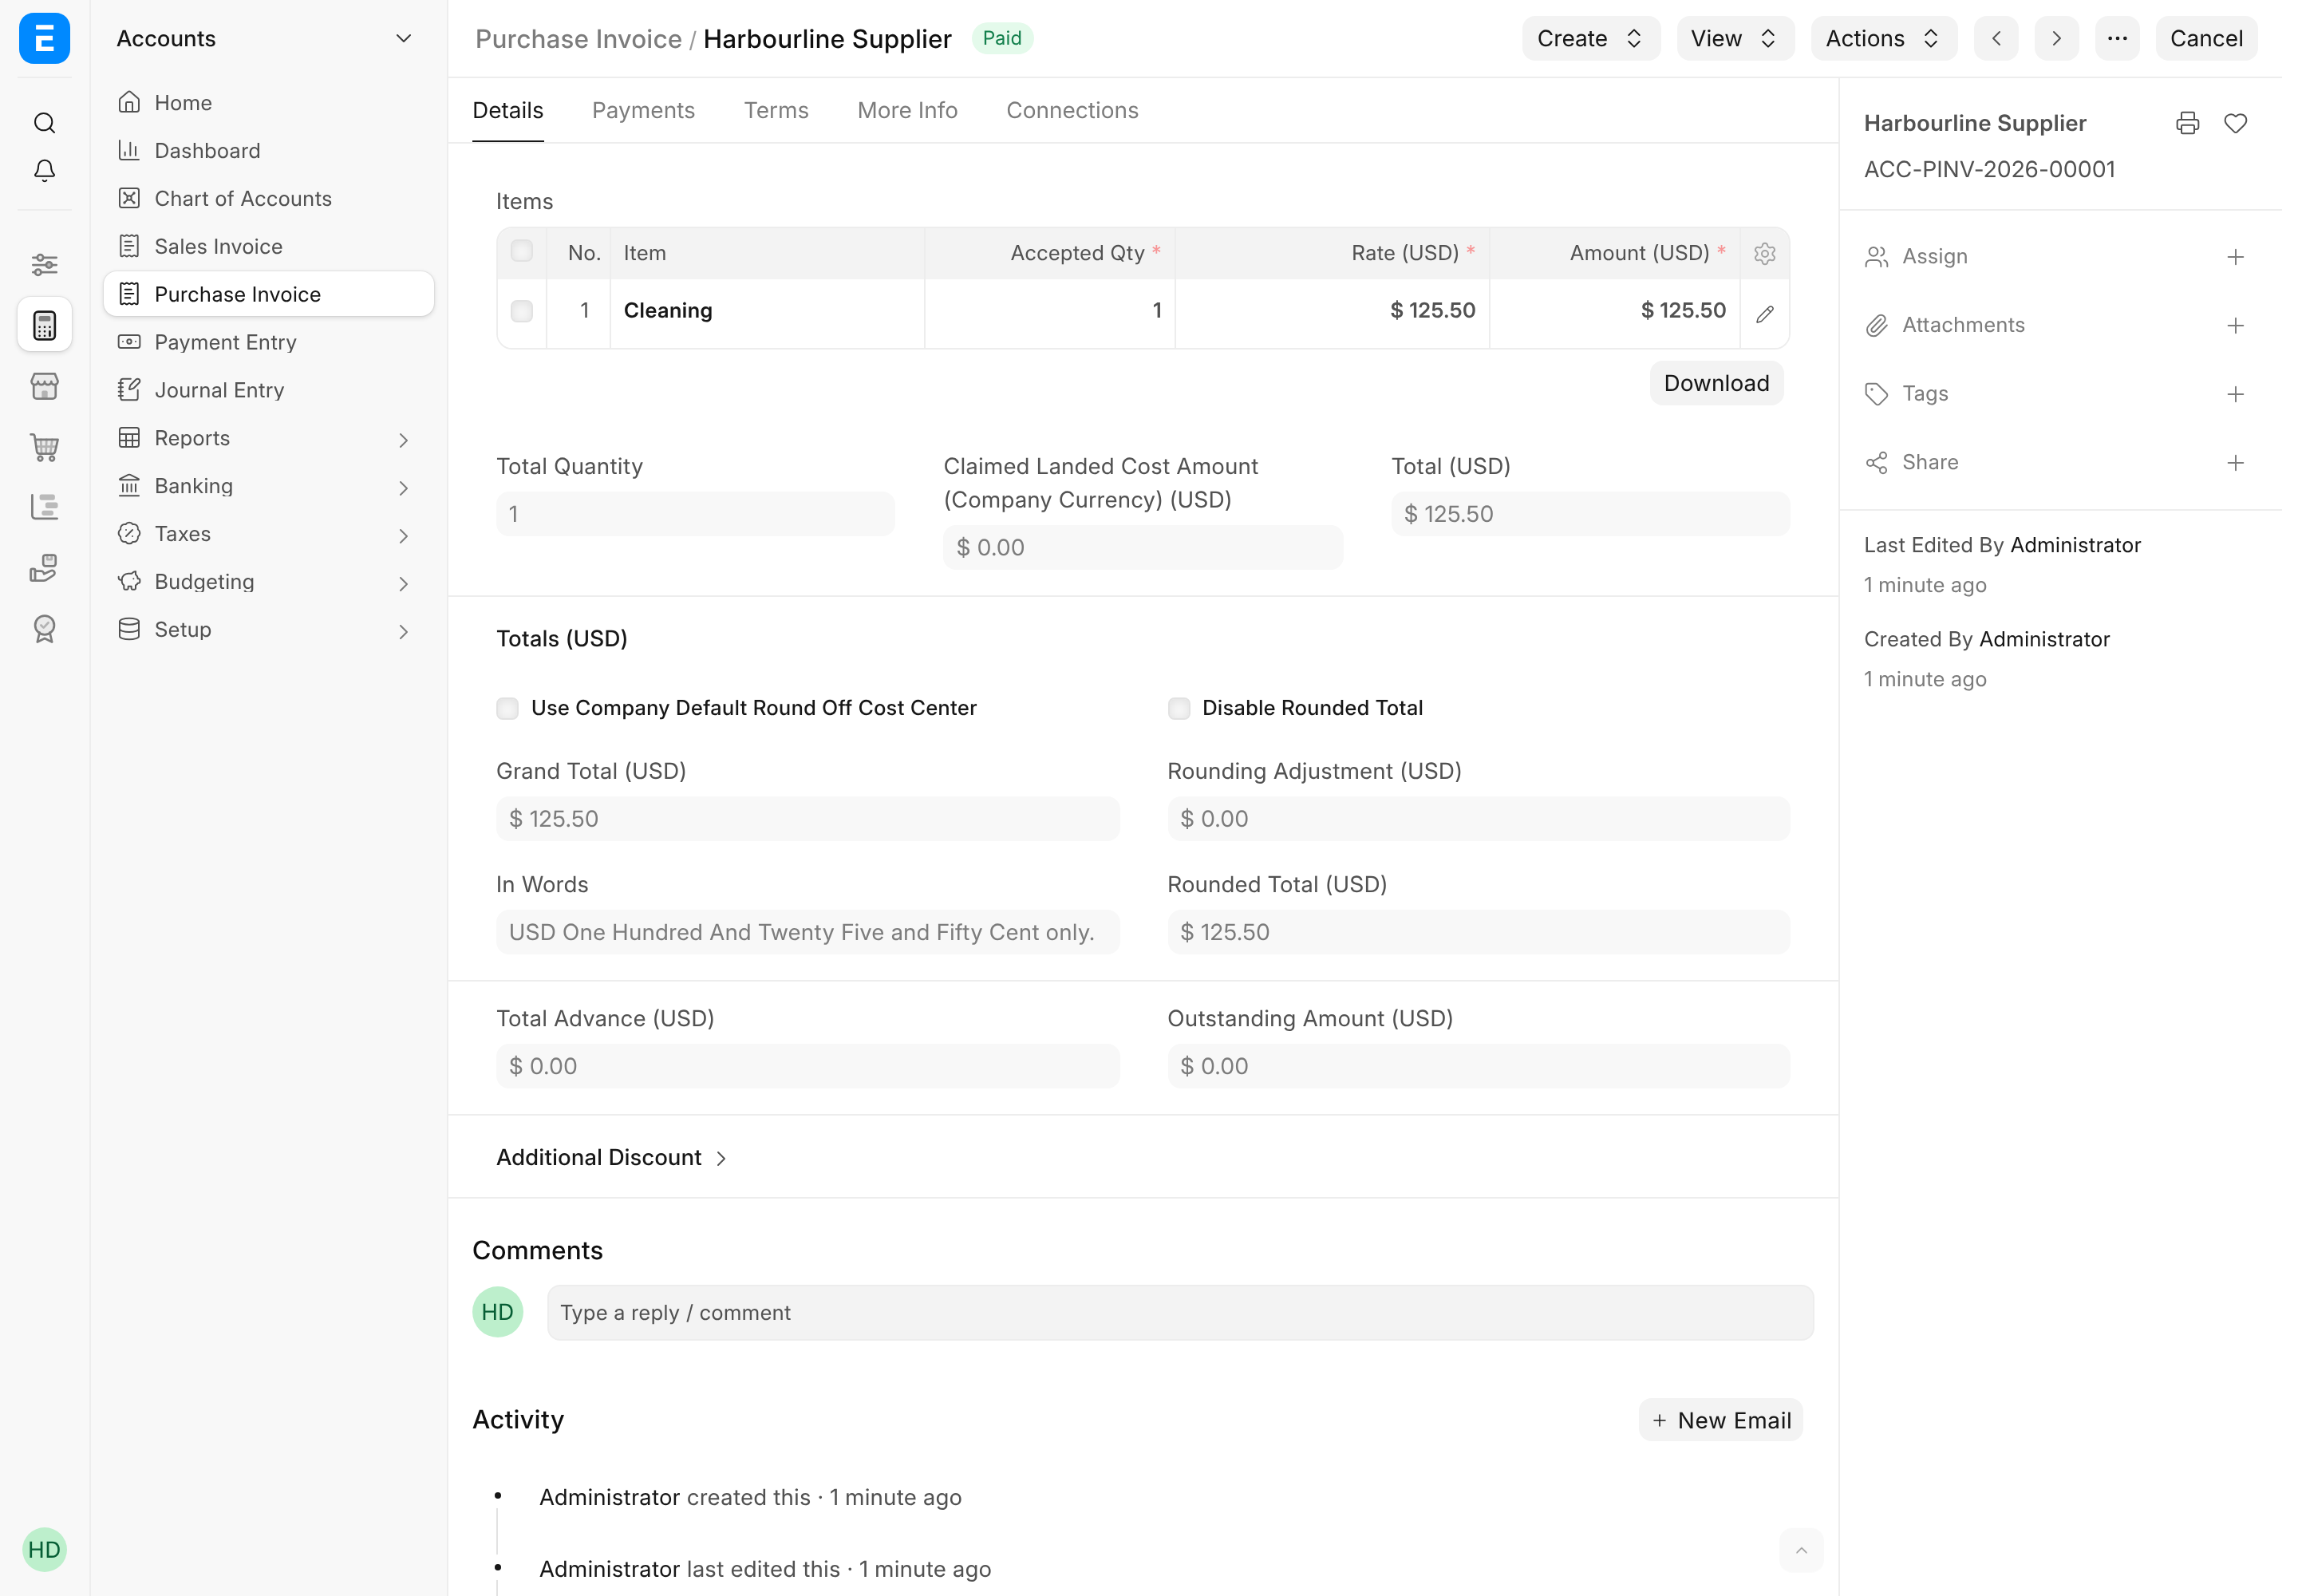 E
Accounts
Home
Dashboard
Chart of Accounts
Sales Invoice
Purchase Invoice
Payment Entry
Journal Entry
Reports
Banking
Taxes
Budgeting
Setup
HD
Purchase Invoice / Harbourline Supplier Paid
Create View Actions ··· Cancel
Details Payments Terms More Info Connections
Items
No. Item Accepted Qty * Rate (USD) * Amount (USD) *
1 Cleaning 1 $ 125.50 $ 125.50
Download
Total Quantity
1
Claimed Landed Cost Amount
(Company Currency) (USD)
$ 0.00
Total (USD)
$ 125.50
Totals (USD)
Use Company Default Round Off Cost Center
Disable Rounded Total
Grand Total (USD)
$ 125.50
Rounding Adjustment (USD)
$ 0.00
In Words
USD One Hundred And Twenty Five and Fifty Cent only.
Rounded Total (USD)
$ 125.50
Total Advance (USD)
$ 0.00
Outstanding Amount (USD)
$ 0.00
Additional Discount
Comments
HD
Type a reply / comment
Activity
+ New Email
Administrator created this · 1 minute ago
Administrator last edited this · 1 minute ago
Harbourline Supplier
ACC-PINV-2026-00001
Assign
Attachments
Tags
Share
Last Edited By Administrator
1 minute ago
Created By Administrator
1 minute ago